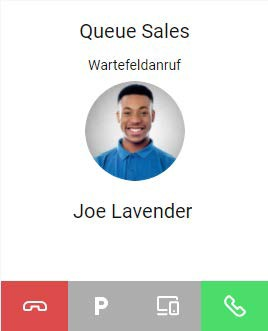 Queue Sales
Wartefeldanruf
Joe Lavender
P